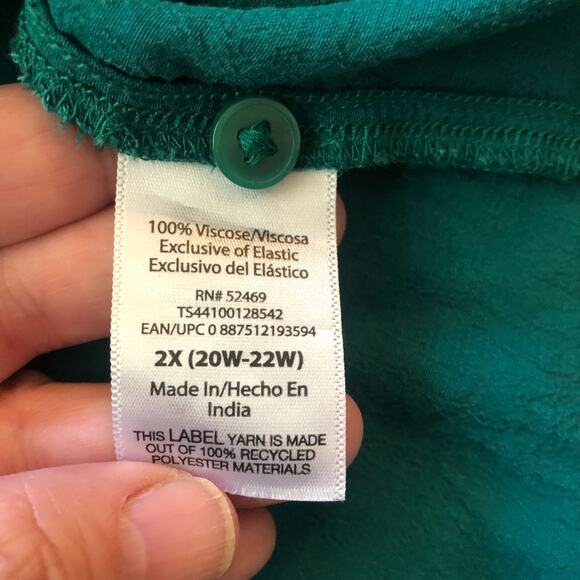 100% Viscose/Viscosa
Exclusive of Elastic
Exclusivo del Elástico
RN# 52469
TS44100128542
EAN/UPC 0 887512193594
2X (20W-22W)
Made In/Hecho En
India
THIS LABEL YARN IS MADE
OUT OF 100% RECYCLED
POLYESTER MATERIALS